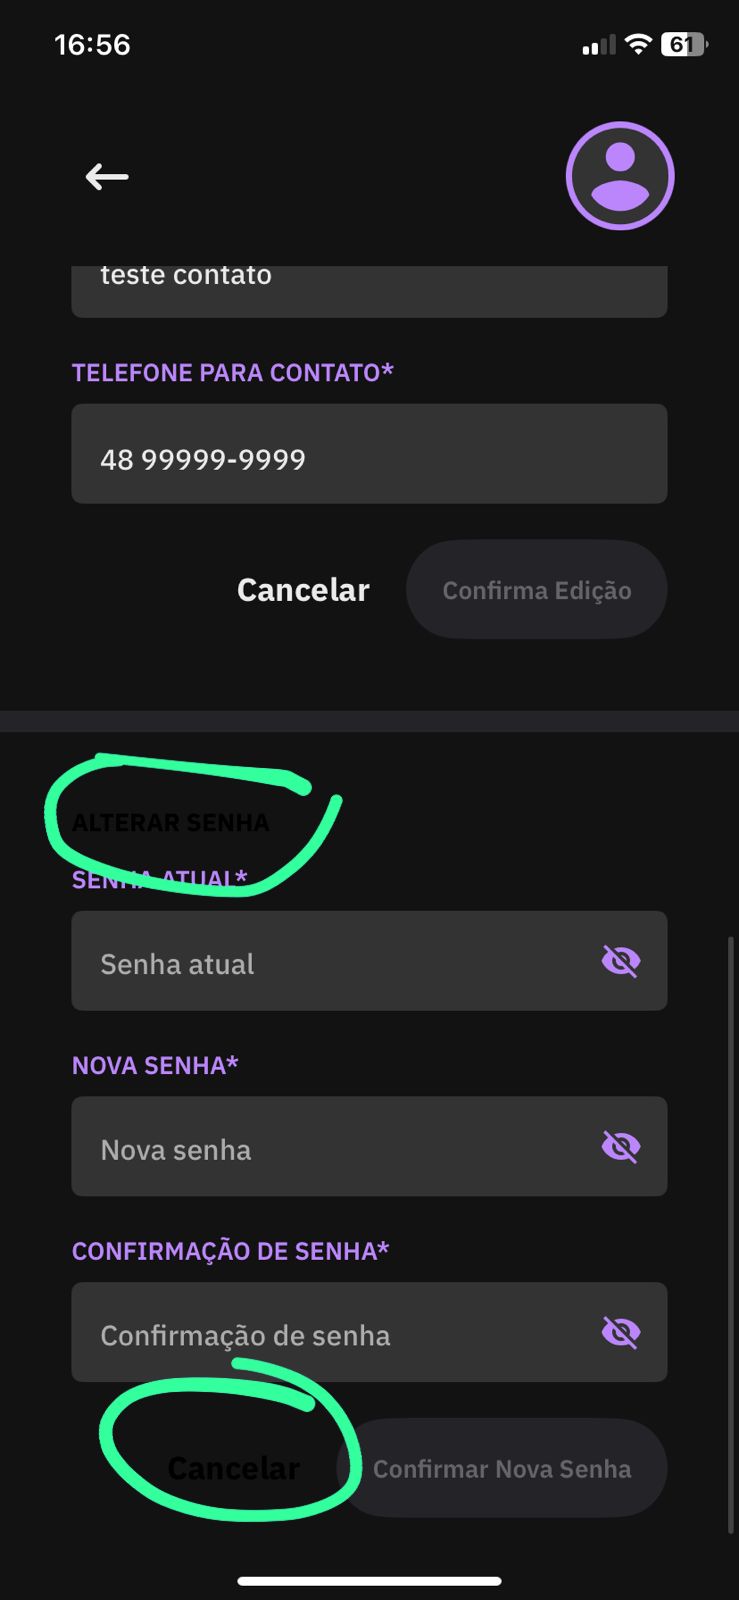 16:56
61
teste contato
TELEFONE PARA CONTATO*
48 99999-9999
Cancelar
Confirma Edição
ALTERAR SENHA
SENHA ATUAL*
Senha atual
NOVA SENHA*
Nova senha
CONFIRMAÇÃO DE SENHA*
Confirmação de senha
Cancelar
Confirmar Nova Senha